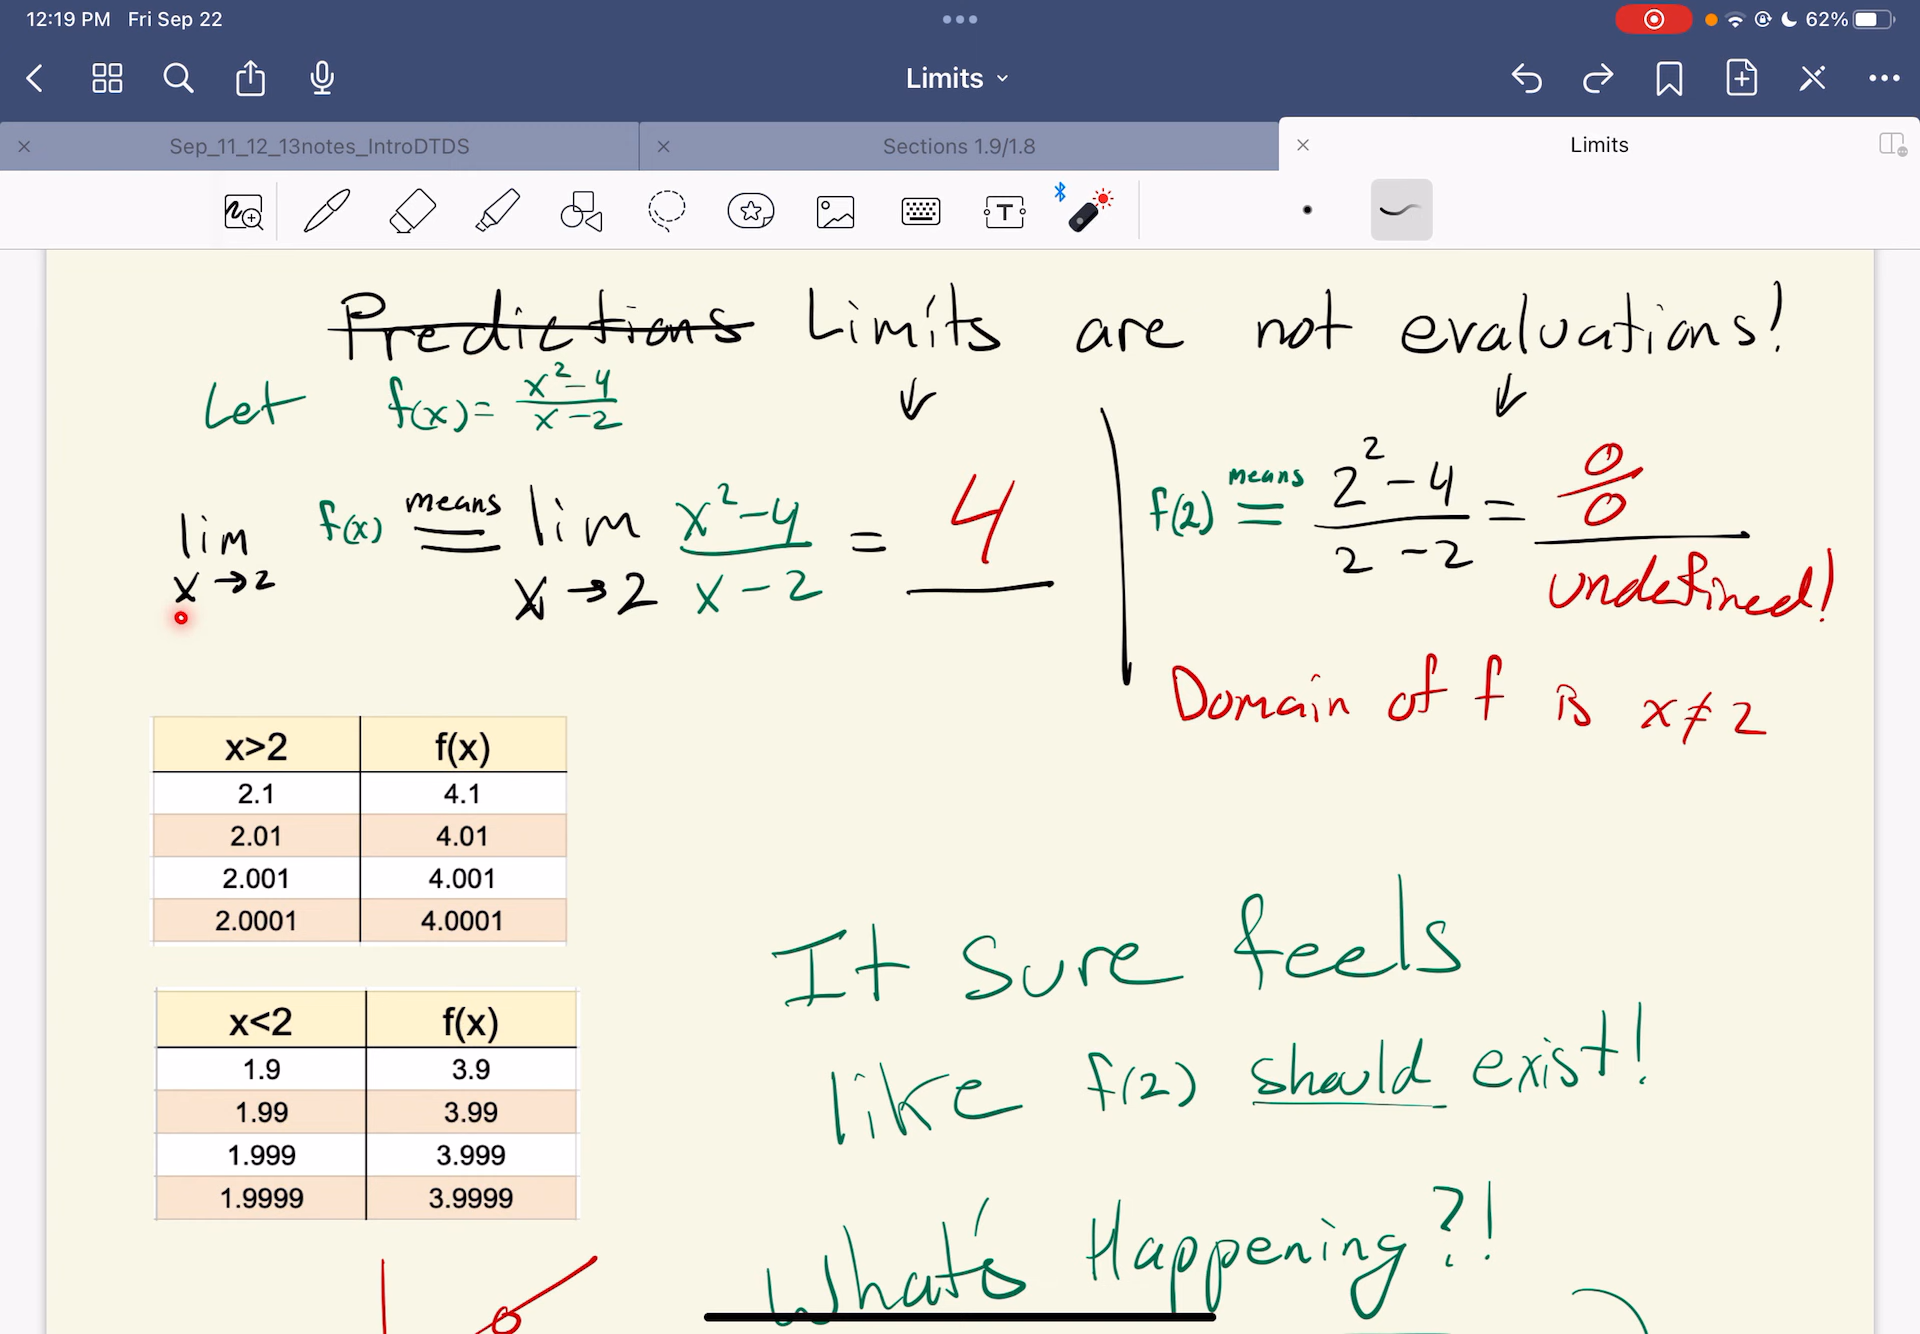 12:19 PM Fri Sep 22
62%
Limits
Sep_11_12_13notes_IntroDTDS
Sections 1.9/1.8
Limits
T
Predictions Limits are not evaluations!
Let f(x) = x²-4 / x-2
lim x→2 f(x) means = lim x→2 x²-4 / x-2 = 4
f(2) means = 2²-4 / 2-2 = 0/0
undefined!
Domain of f is x≠2
x>2 f(x)
2.1 4.1
2.01 4.01
2.001 4.001
2.0001 4.0001
x<2 f(x)
1.9 3.9
1.99 3.99
1.999 3.999
1.9999 3.9999
It sure feels
like f(2) should exist!
What's Happening?!